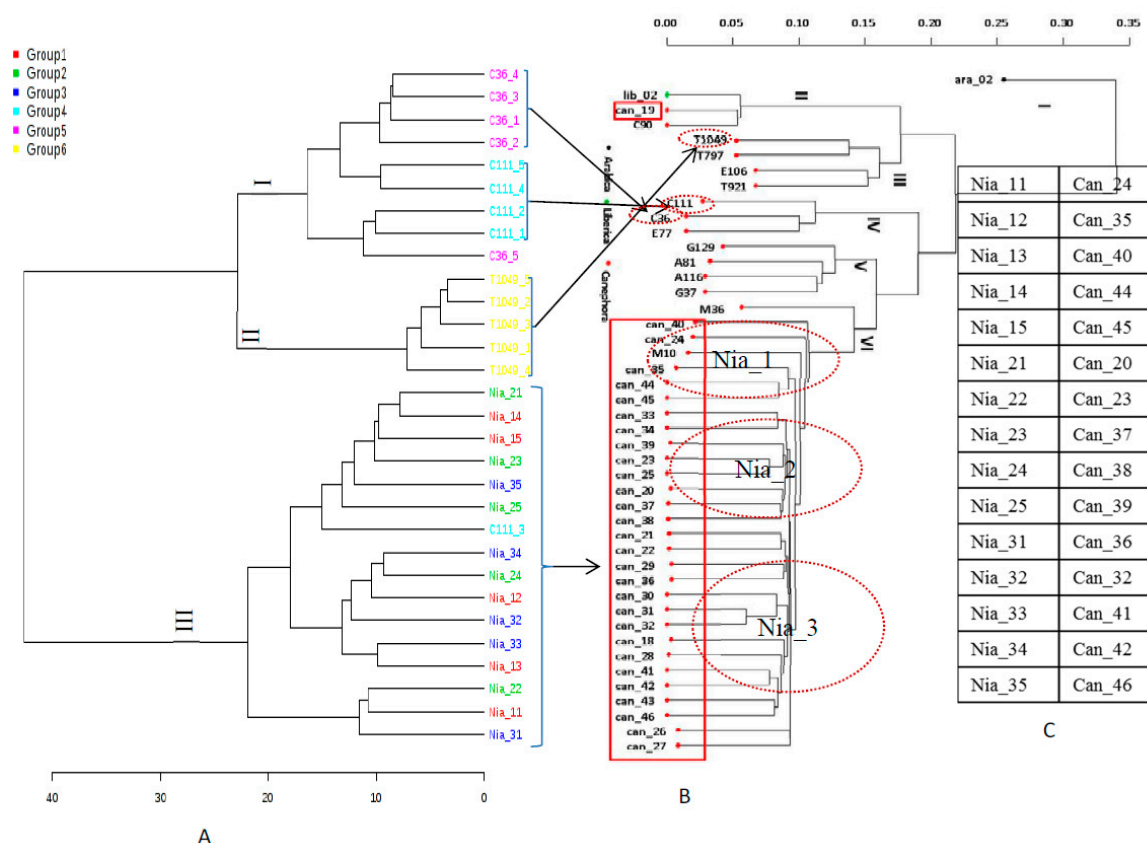 Group1
Group2
Group3
Group4
Group5
Group6
C36_4
C36_3
C36_1
C36_2
C111_5
C111_4
C111_2
C111_1
C36_5
T1049_5
T1049_2
T1049_3
T1049_1
T1049_4
Nia_21
Nia_14
Nia_15
Nia_23
Nia_35
Nia_25
C111_3
Nia_34
Nia_24
Nia_12
Nia_32
Nia_33
Nia_13
Nia_22
Nia_11
Nia_31
I
II
III
40 30 20 10 0
A
0.00 0.05 0.10 0.15 0.20 0.25 0.30 0.35
ara_02
lib_02
can_19
C90
T1049
T797
E106
T921
C111
C36
E77
G129
A81
A116
G37
M36
can_40
can_24
M10
can_35
can_44
can_45
can_33
can_34
can_39
can_23
can_25
can_20
can_37
can_38
can_21
can_22
can_29
can_36
can_30
can_31
can_32
can_18
can_28
can_41
can_42
can_43
can_46
can_26
can_27
Arabica
Liberica
Canephora
I
II
III
IV
V
VI
Nia_1
Nia_2
Nia_3
B
Nia_11 Can_24
Nia_12 Can_35
Nia_13 Can_40
Nia_14 Can_44
Nia_15 Can_45
Nia_21 Can_20
Nia_22 Can_23
Nia_23 Can_37
Nia_24 Can_38
Nia_25 Can_39
Nia_31 Can_36
Nia_32 Can_32
Nia_33 Can_41
Nia_34 Can_42
Nia_35 Can_46
C